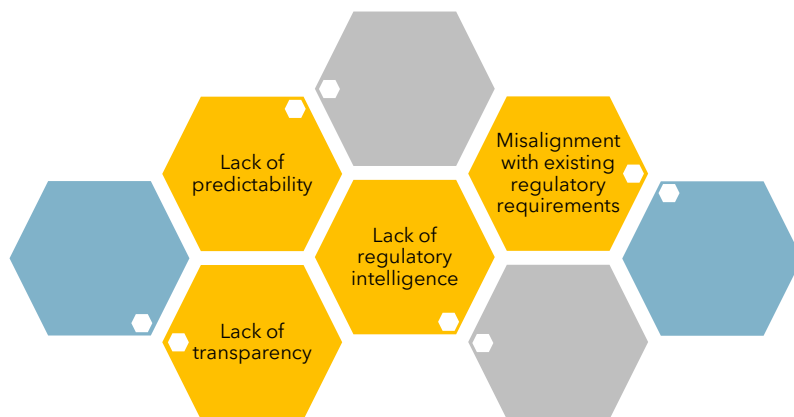 Lack of
predictability
Misalignment
with existing
regulatory
requirements
Lack of
regulatory
intelligence
Lack of
transparency